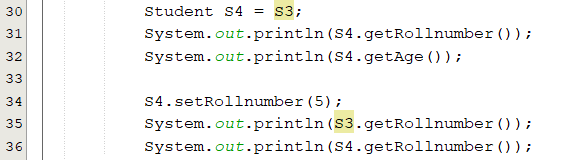 30 Student S4 = S3;
31 System.out.println(S4.getRollnumber());
32 System.out.println(S4.getAge());
33
34 S4.setRollnumber(5);
35 System.out.println(S3.getRollnumber());
36 System.out.println(S4.getRollnumber());